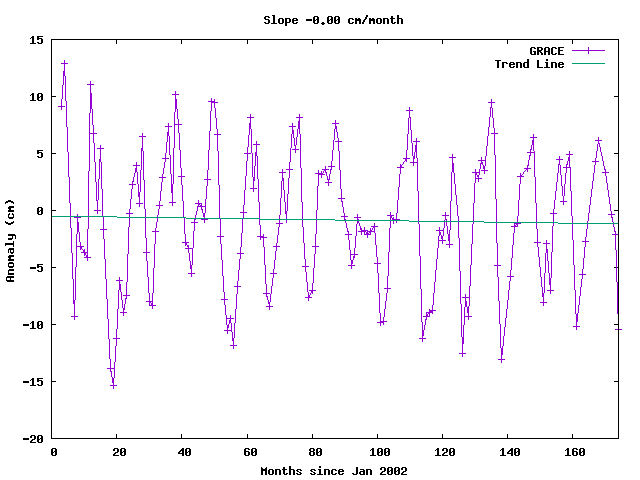 Slope -0.00 cm/month
15
10
5
0
-5
-10
-15
-20
Anomaly (cm)
GRACE
Trend Line
0 20 40 60 80 100 120 140 160
Months since Jan 2002